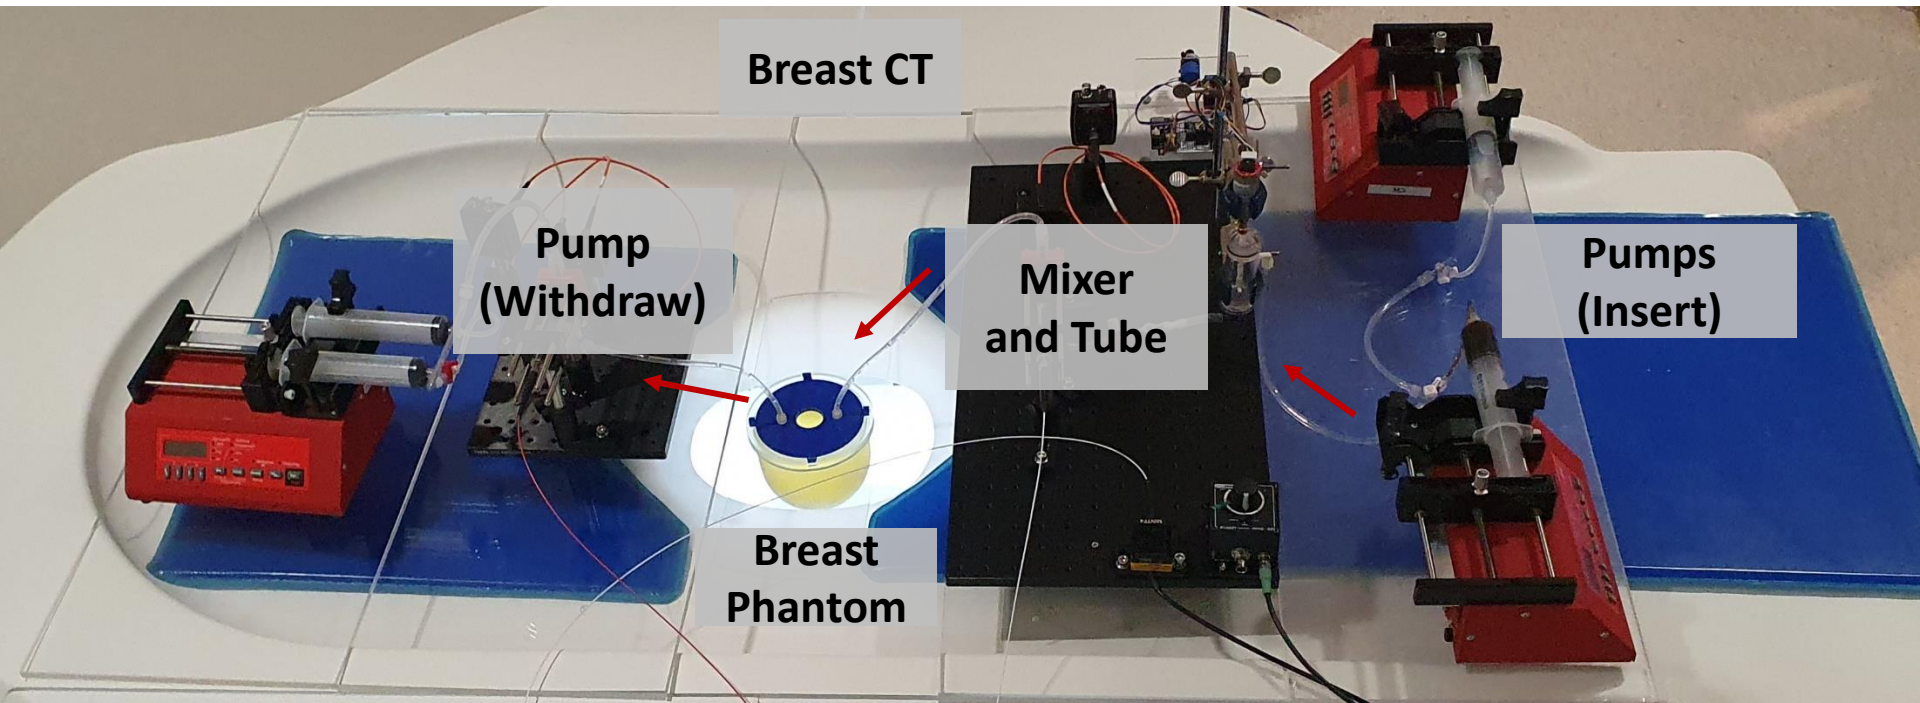 Breast CT
Pump
(Withdraw)
Mixer
and Tube
Pumps
(Insert)
Breast
Phantom